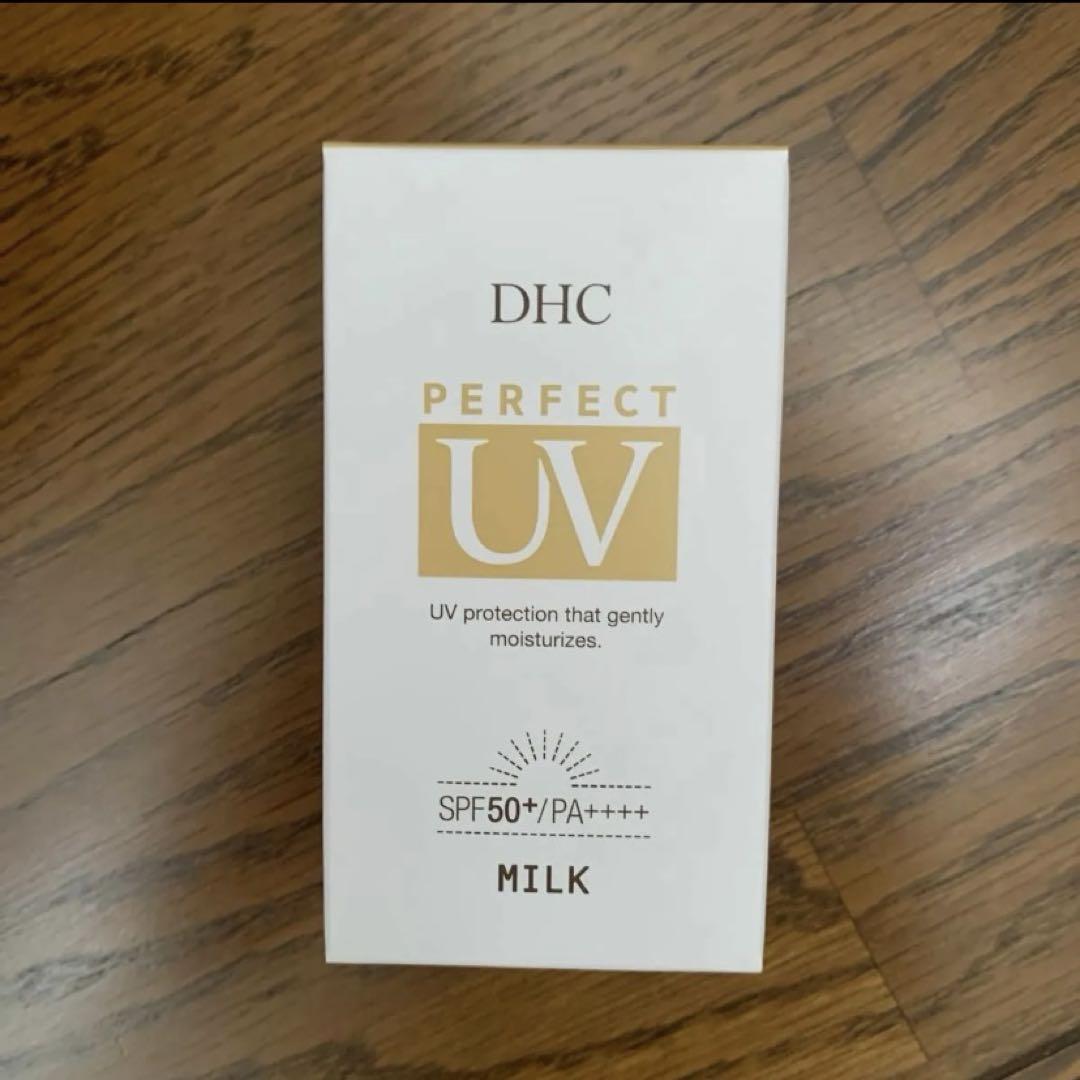 DHC
PERFECT
UV
UV protection that gently
moisturizes.
SPF50+/PA++++
MILK